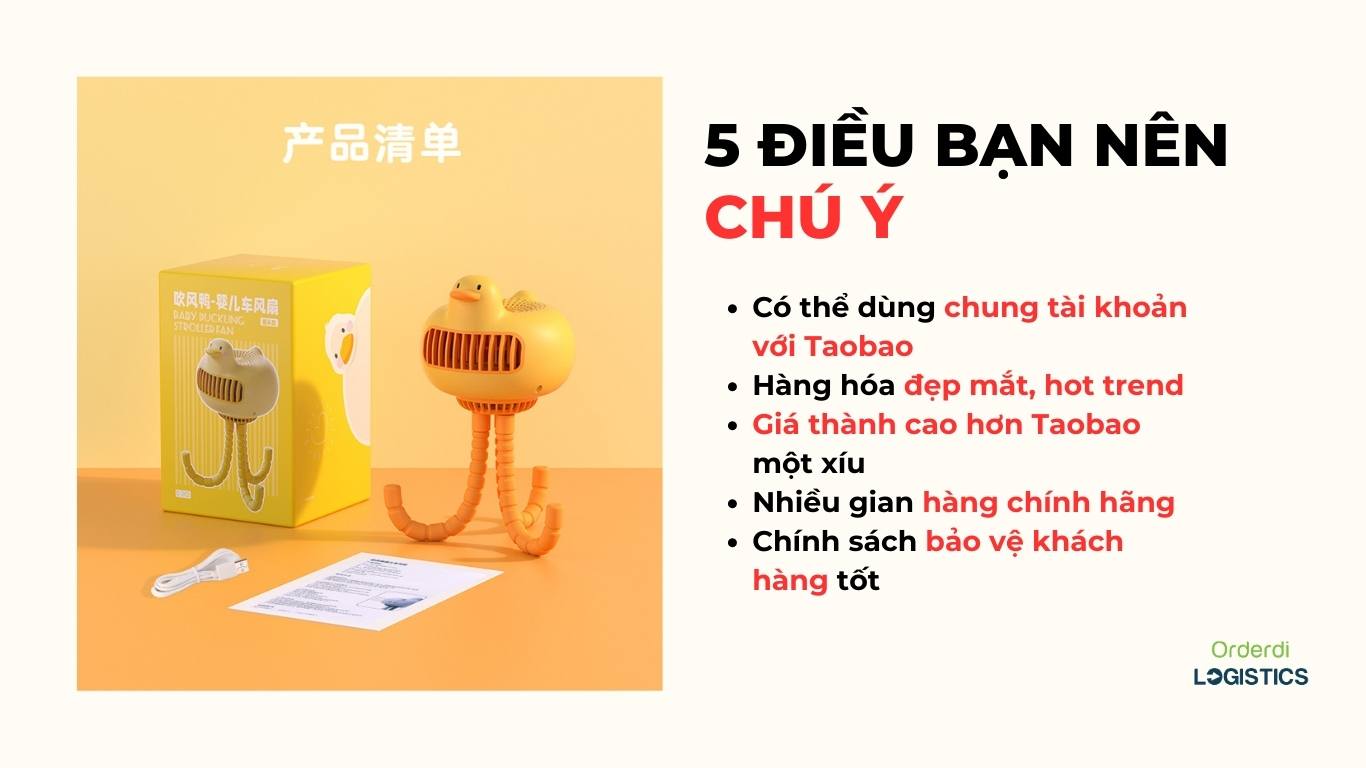 产品清单
吹风鸭-婴儿车风扇
BABY DUCKLING
STROLLER FAN
5 ĐIỀU BẠN NÊN
CHÚ Ý
Có thể dùng chung tài khoản
với Taobao
Hàng hóa đẹp mắt, hot trend
Giá thành cao hơn Taobao
một xíu
Nhiều gian hàng chính hãng
Chính sách bảo vệ khách
hàng tốt
Orderdi
LOGISTICS